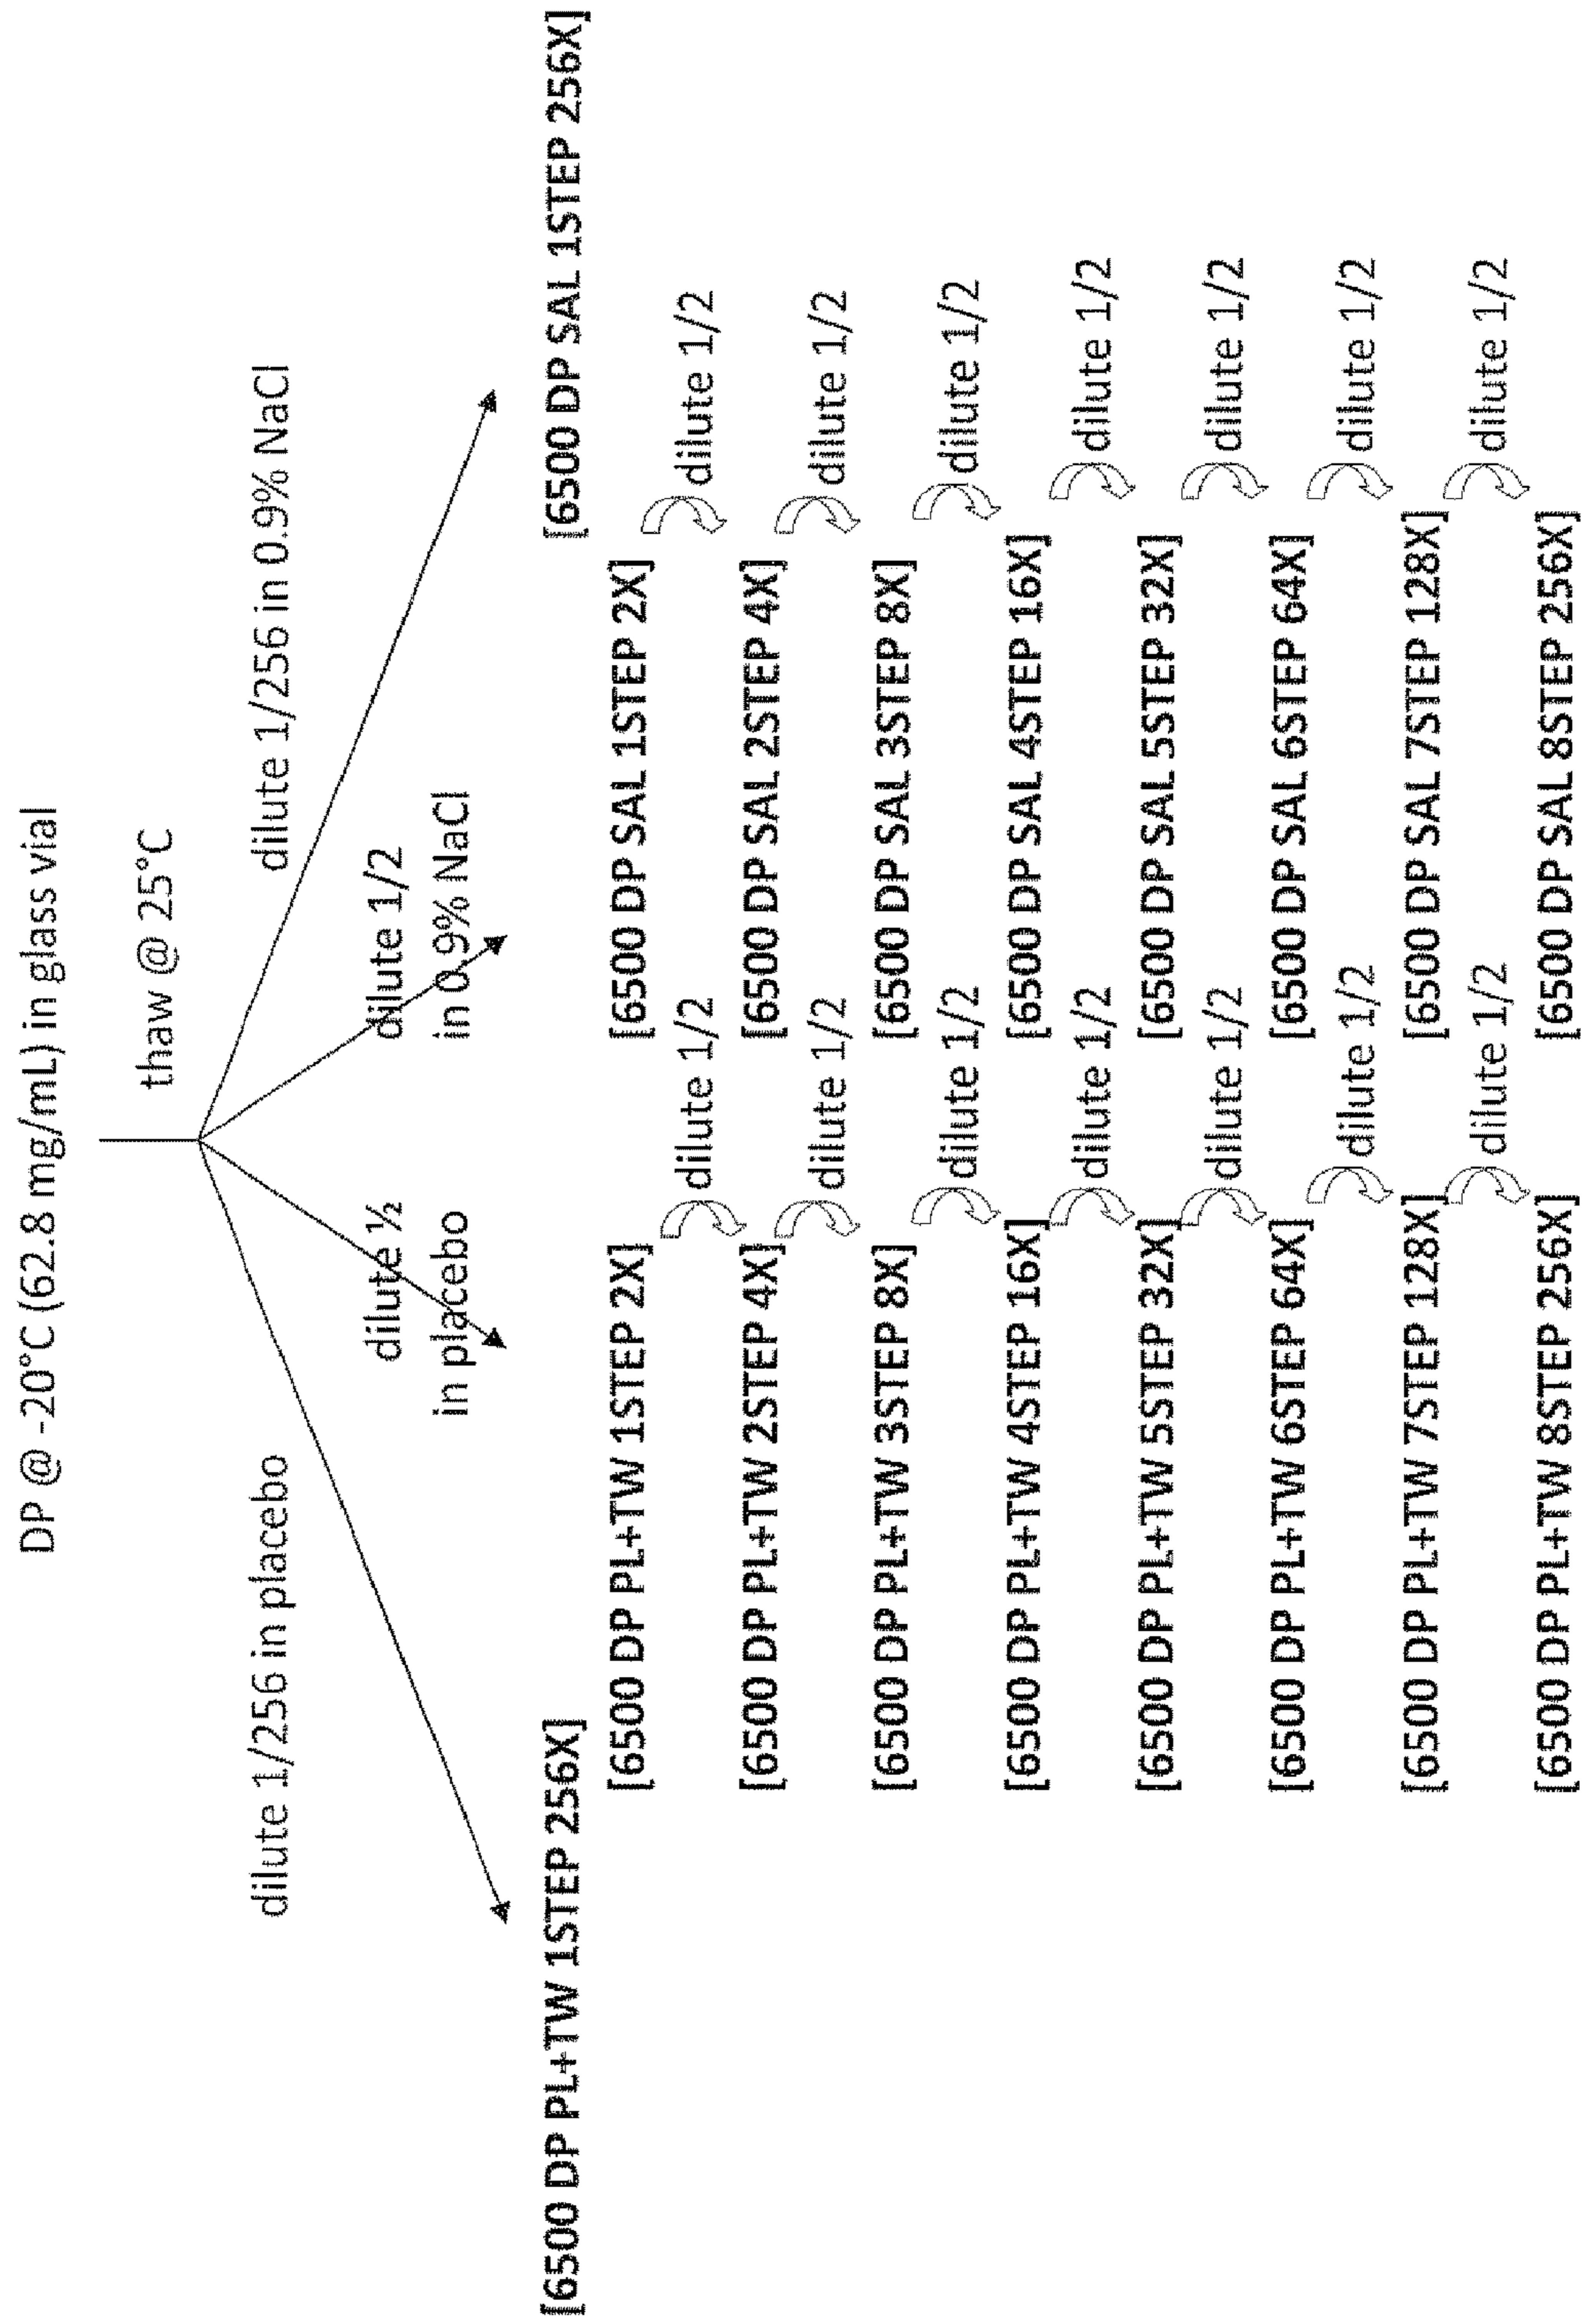 DP @ -20°C (62.8 mg/mL) in glass vial
thaw @ 25°C
dilute 1/256 in placebo
dilute ½
in placebo
dilute 1/2
in 0.9% NaCl
dilute 1/256 in 0.9% NaCl
[6500 DP PL+TW 1STEP 256X]
[6500 DP SAL 1STEP 256X]
[6500 DP PL+TW 1STEP 2X]
dilute 1/2
[6500 DP PL+TW 2STEP 4X]
dilute 1/2
[6500 DP PL+TW 3STEP 8X]
dilute 1/2
[6500 DP PL+TW 4STEP 16X]
dilute 1/2
[6500 DP PL+TW 5STEP 32X]
dilute 1/2
[6500 DP PL+TW 6STEP 64X]
dilute 1/2
[6500 DP PL+TW 7STEP 128X]
dilute 1/2
[6500 DP PL+TW 8STEP 256X]
[6500 DP SAL 1STEP 2X]
dilute 1/2
[6500 DP SAL 2STEP 4X]
dilute 1/2
[6500 DP SAL 3STEP 8X]
dilute 1/2
[6500 DP SAL 4STEP 16X]
dilute 1/2
[6500 DP SAL 5STEP 32X]
dilute 1/2
[6500 DP SAL 6STEP 64X]
dilute 1/2
[6500 DP SAL 7STEP 128X]
dilute 1/2
[6500 DP SAL 8STEP 256X]